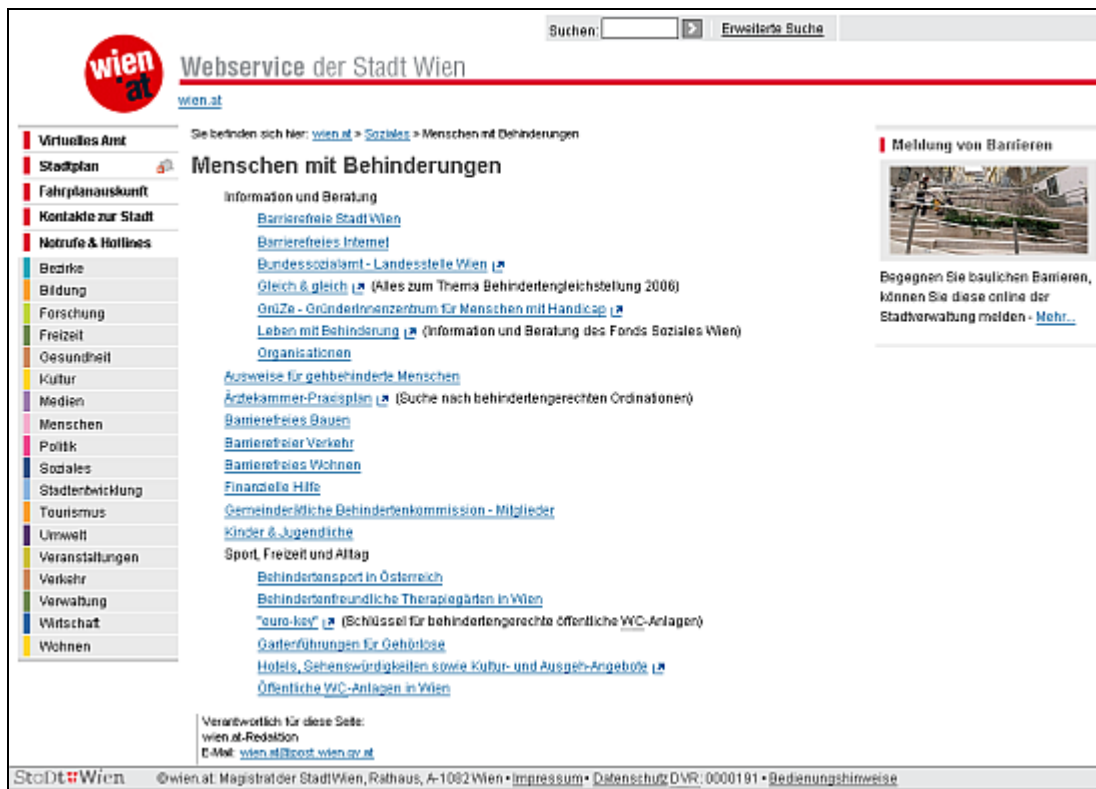 Suchen: Erweiterte Suche
wien.at
Webservice der Stadt Wien
wien.at
Sie befinden sich hier: wien.at » Soziales » Menschen mit Behinderungen
Virtuelles Amt
Stadtplan
Fahrplanauskunft
Kontakte zur Stadt
Notrufe & Hotlines
Bezirke
Bildung
Forschung
Freizeit
Gesundheit
Kultur
Medien
Menschen
Politik
Soziales
Stadtentwicklung
Tourismus
Umwelt
Veranstaltungen
Verkehr
Verwaltung
Wirtschaft
Wohnen
Menschen mit Behinderungen
Information und Beratung
Barrierefreie Stadt Wien
Barrierefreies Internet
Bundessozialamt - Landesstelle Wien
Gleich & gleich (Alles zum Thema Behindertengleichstellung 2006)
GrüZe - GründerInnenzentrum für Menschen mit Handicap
Leben mit Behinderung (Information und Beratung des Fonds Soziales Wien)
Organisationen
Ausweise für gehbehinderte Menschen
Ärztekammer-Praxisplan (Suche nach behindertengerechten Ordinationen)
Barrierefreies Bauen
Barrierefreier Verkehr
Barrierefreies Wohnen
Finanzielle Hilfe
Gemeinderätliche Behindertenkommission - Mitglieder
Kinder & Jugendliche
Sport, Freizeit und Alltag
Behindertensport in Österreich
Behindertenfreundliche Therapiegärten in Wien
"euro-key" (Schlüssel für behindertengerechte öffentliche WC-Anlagen)
Gartenführungen für Gehörlose
Hotels, Sehenswürdigkeiten sowie Kultur- und Ausgeh-Angebote
Öffentliche WC-Anlagen in Wien
Meldung von Barrieren
Begegnen Sie baulichen Barrieren,
können Sie diese online der
Stadtverwaltung melden - Mehr...
Verantwortlich für diese Seite:
wien.at-Redaktion
E-Mail: wien.at@post.wien.gv.at
StaDt Wien ©wien.at: Magistrat der Stadt Wien, Rathaus, A-1082 Wien • Impressum • Datenschutz DVR: 0000191 • Bedienungshinweise